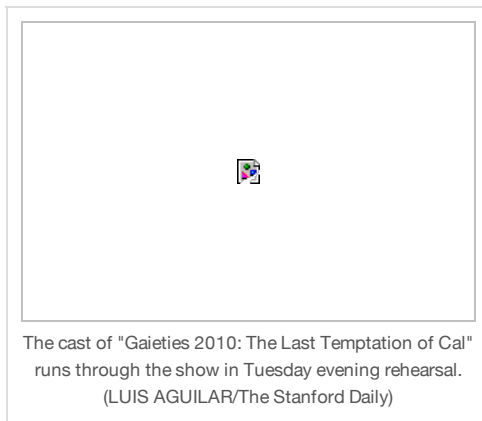 The cast of "Gaieties 2010: The Last Temptation of Cal"
runs through the show in Tuesday evening rehearsal.
(LUIS AGUILAR/The Stanford Daily)